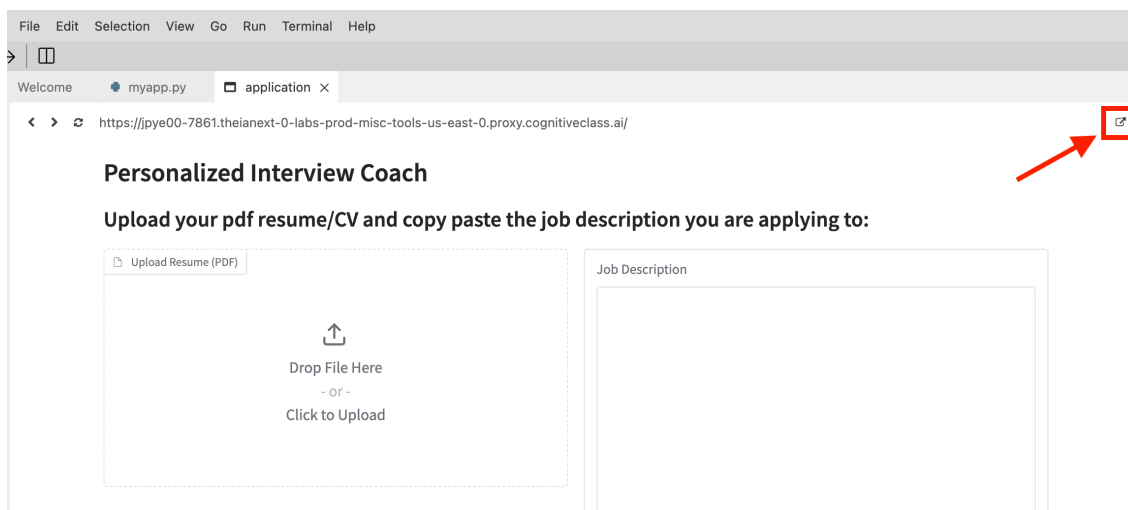 File Edit Selection View Go Run Terminal Help
Welcome myapp.py application ×
https://jpye00-7861.theianext-0-labs-prod-misc-tools-us-east-0.proxy.cognitiveclass.ai/
Personalized Interview Coach
Upload your pdf resume/CV and copy paste the job description you are applying to:
Upload Resume (PDF)
Drop File Here
- or -
Click to Upload
Job Description